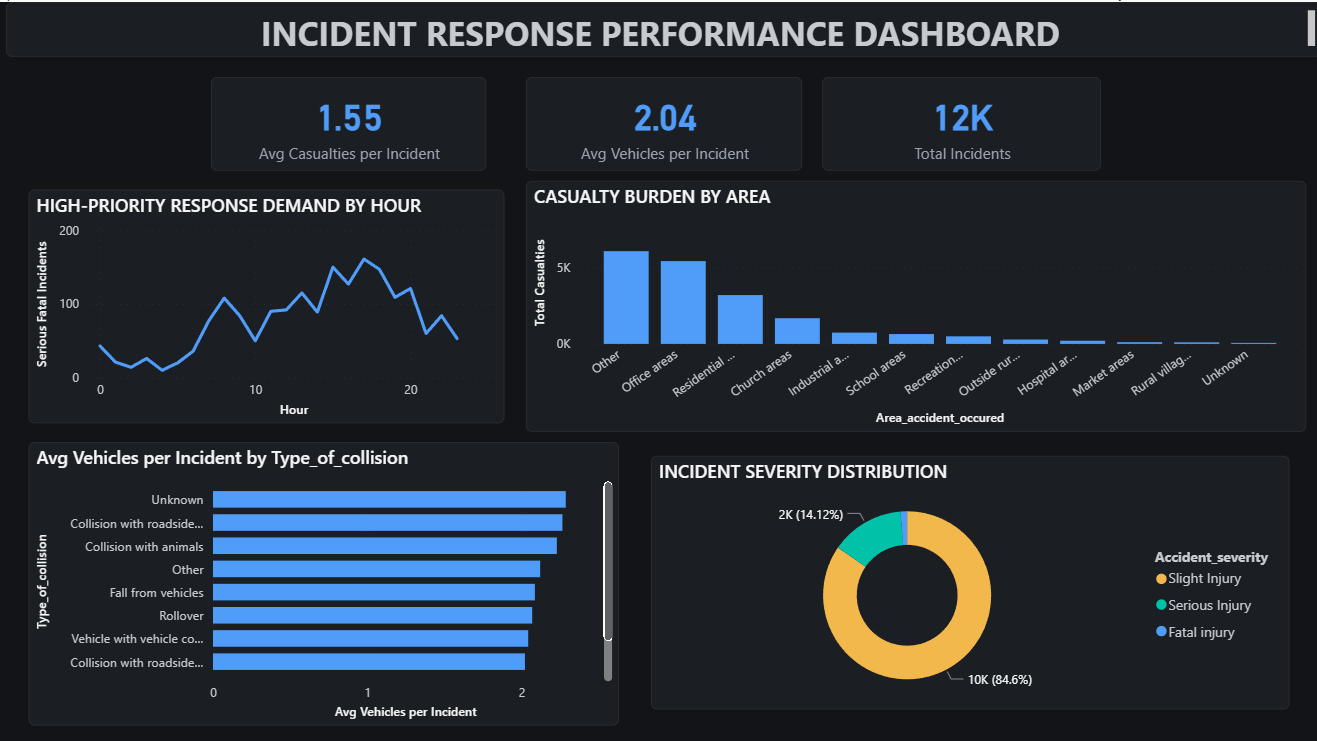 INCIDENT RESPONSE PERFORMANCE DASHBOARD
1.55
Avg Casualties per Incident
2.04
Avg Vehicles per Incident
12K
Total Incidents
HIGH-PRIORITY RESPONSE DEMAND BY HOUR
Serious Fatal Incidents
200
100
0
0
10
20
Hour
CASUALTY BURDEN BY AREA
Total Casualties
5K
0K
Other
Office areas
Residential ...
Church areas
Industrial a...
School areas
Recreation...
Outside rur...
Hospital ar...
Market areas
Rural villag...
Unknown
Area_accident_occured
Avg Vehicles per Incident by Type_of_collision
Type_of_collision
Unknown
Collision with roadside...
Collision with animals
Other
Fall from vehicles
Rollover
Vehicle with vehicle co...
Collision with roadside...
0
1
2
Avg Vehicles per Incident
INCIDENT SEVERITY DISTRIBUTION
2K (14.12%)
10K (84.6%)
Accident_severity
Slight Injury
Serious Injury
Fatal injury